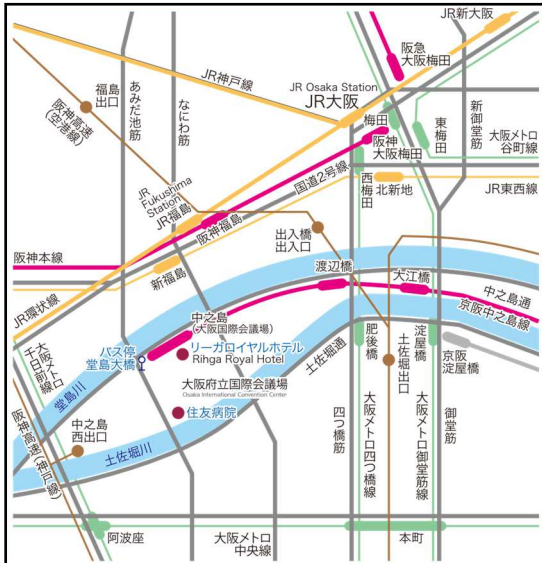 JR新大阪
阪急
大阪梅田
JR神戸線
JR Osaka Station
JR大阪
福島
出口
あみだ池筋
なにわ筋
阪神高速
(空港線)
梅田
阪神
大阪梅田
東梅田
新御堂筋
大阪メトロ
谷町線
国道2号線
西梅田
北新地
JR東西線
JR
Fukushima
Station
JR福島
阪神福島
阪神本線
新福島
出入橋
出入口
渡辺橋
大江橋
中之島通
京阪中之島線
JR環状線
中之島
(大阪国際会議場)
リーガロイヤルホテル
Rihga Royal Hotel
バス停
堂島大橋
大阪メトロ
千日前線
堂島川
土佐堀通
肥後橋
土佐堀出口
淀屋橋
京阪
淀屋橋
大阪府立国際会議場
Osaka International Convention Center
住友病院
中之島
西出口
土佐堀川
阪神高速(神戸線)
四つ橋筋
大阪メトロ四つ橋線
大阪メトロ御堂筋線
御堂筋
阿波座
大阪メトロ
中央線
本町